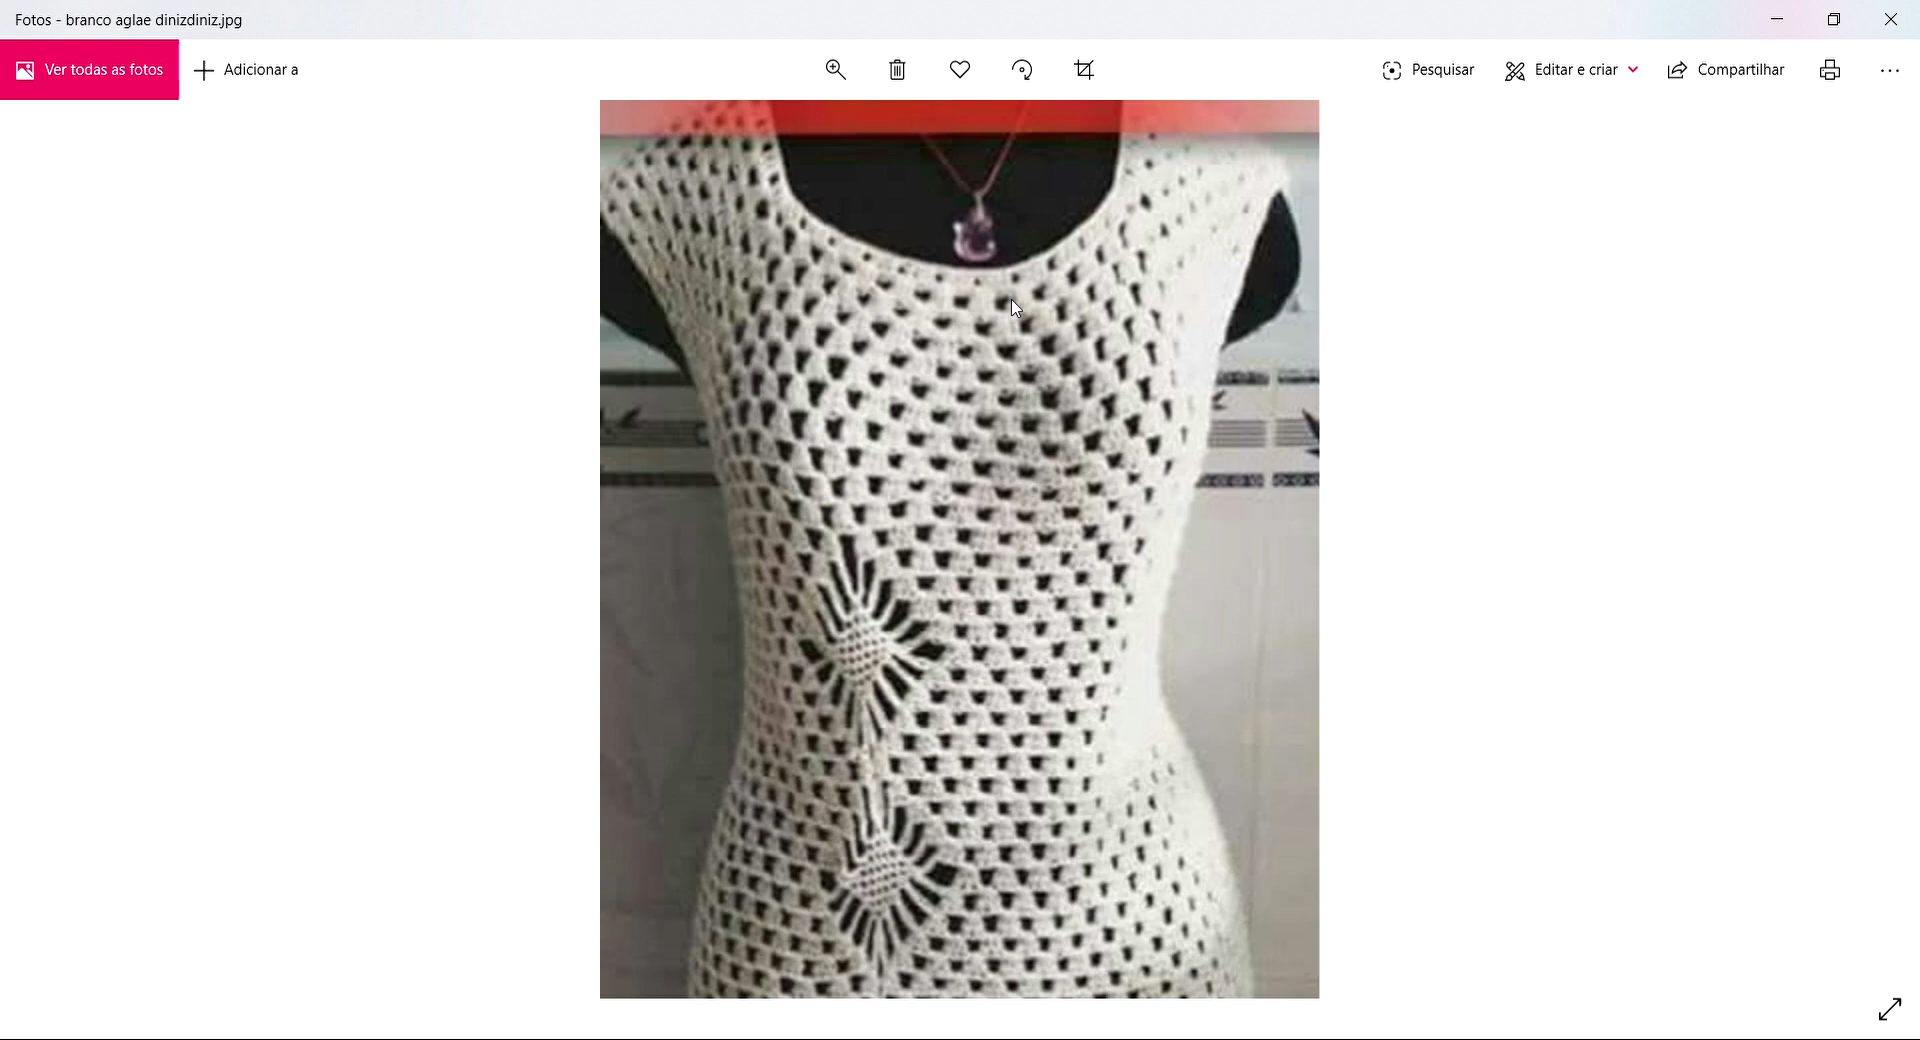 Fotos - branco aglae dinizdiniz.jpg
Ver todas as fotos
Adicionar a
Pesquisar
Editar e criar
Compartilhar